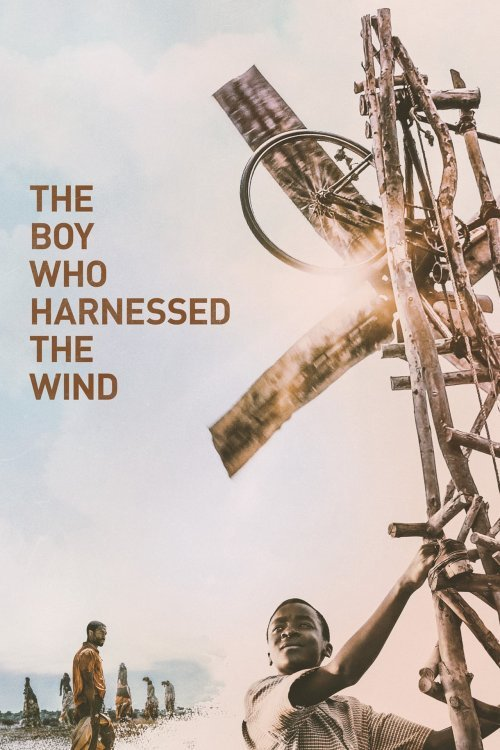 THE
BOY
WHO
HARNESSED
THE
WIND